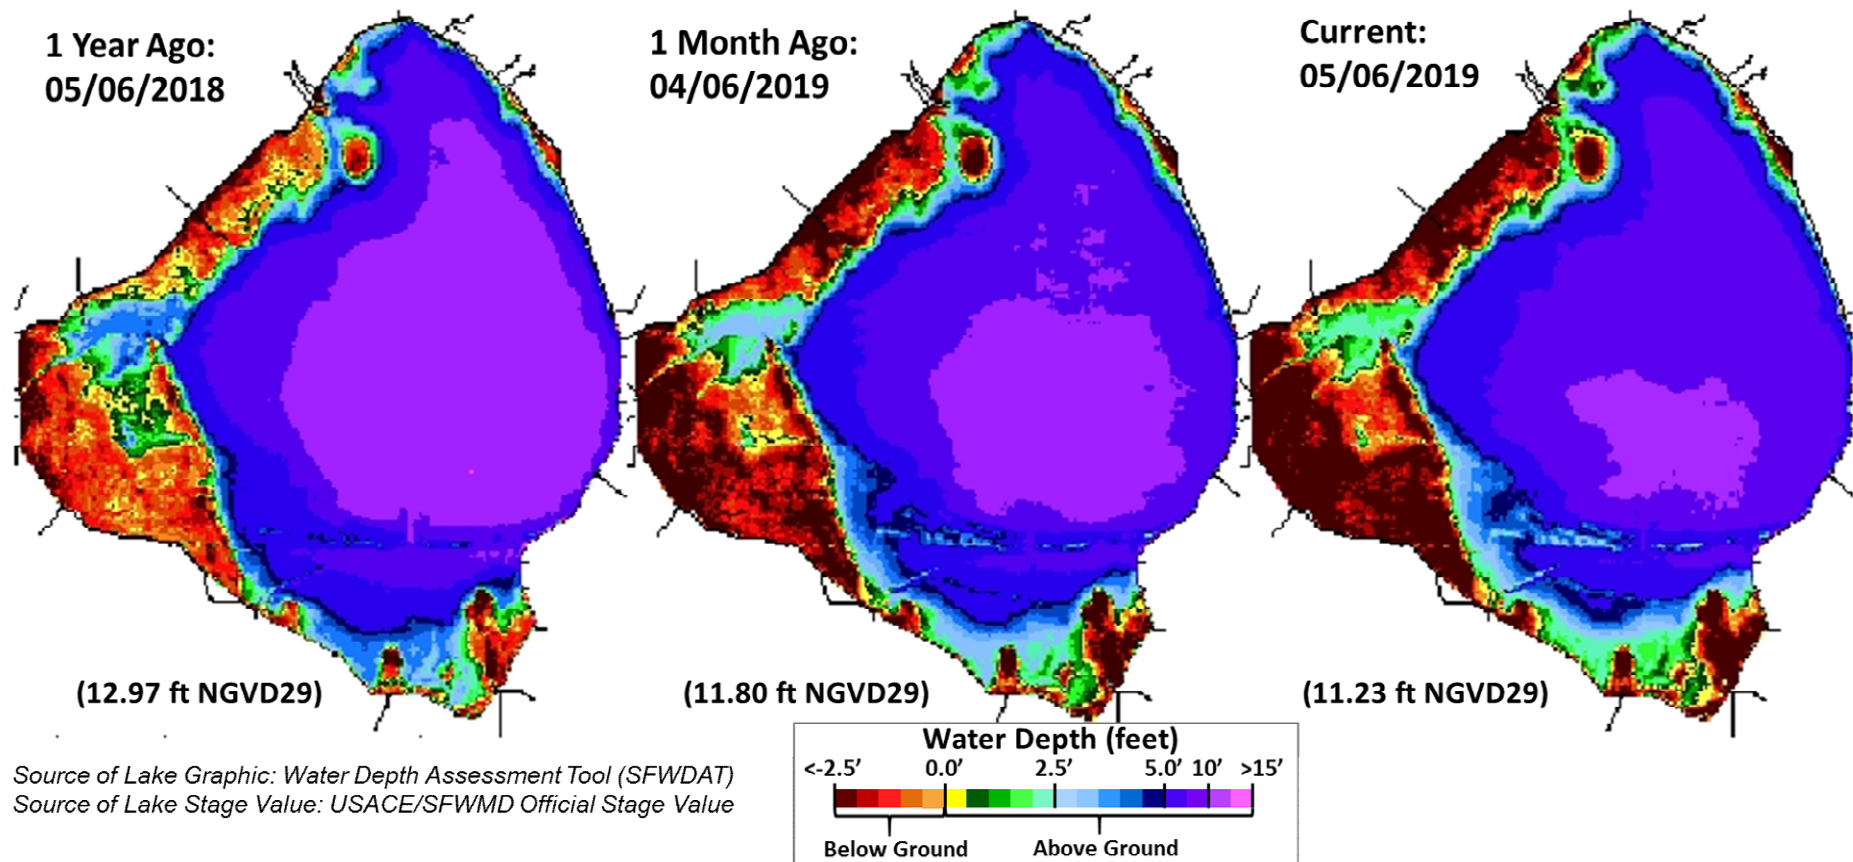 1 Year Ago:
05/06/2018
1 Month Ago:
04/06/2019
Current:
05/06/2019
(12.97 ft NGVD29)
(11.80 ft NGVD29)
(11.23 ft NGVD29)
Water Depth (feet)
<-2.5’ 0.0’ 2.5’ 5.0’ 10’ >15’
Below Ground Above Ground
Source of Lake Graphic: Water Depth Assessment Tool (SFWDAT)
Source of Lake Stage Value: USACE/SFWMD Official Stage Value